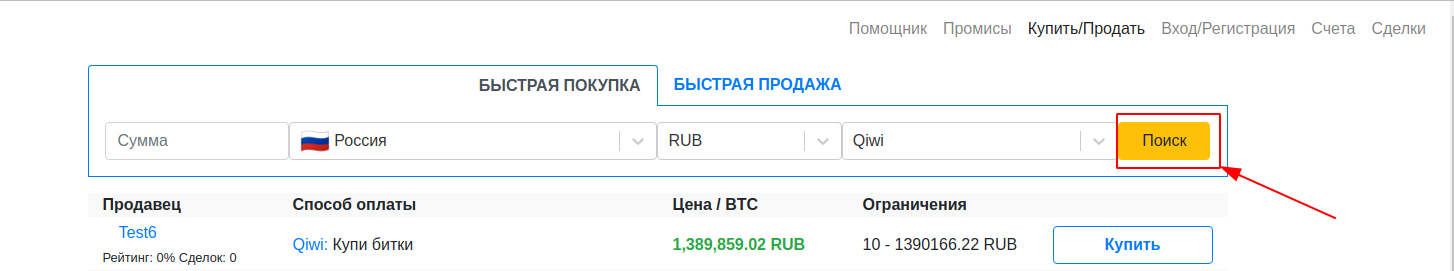 Помощник Промисы Купить/Продать Вход/Регистрация Счета Сделки
БЫСТРАЯ ПОКУПКА БЫСТРАЯ ПРОДАЖА
Сумма Россия RUB Qiwi Поиск
Продавец Способ оплаты Цена / BTC Ограничения
Test6
Qiwi: Купи битки 1,389,859.02 RUB 10 - 1390166.22 RUB Купить
Рейтинг: 0% Сделок: 0